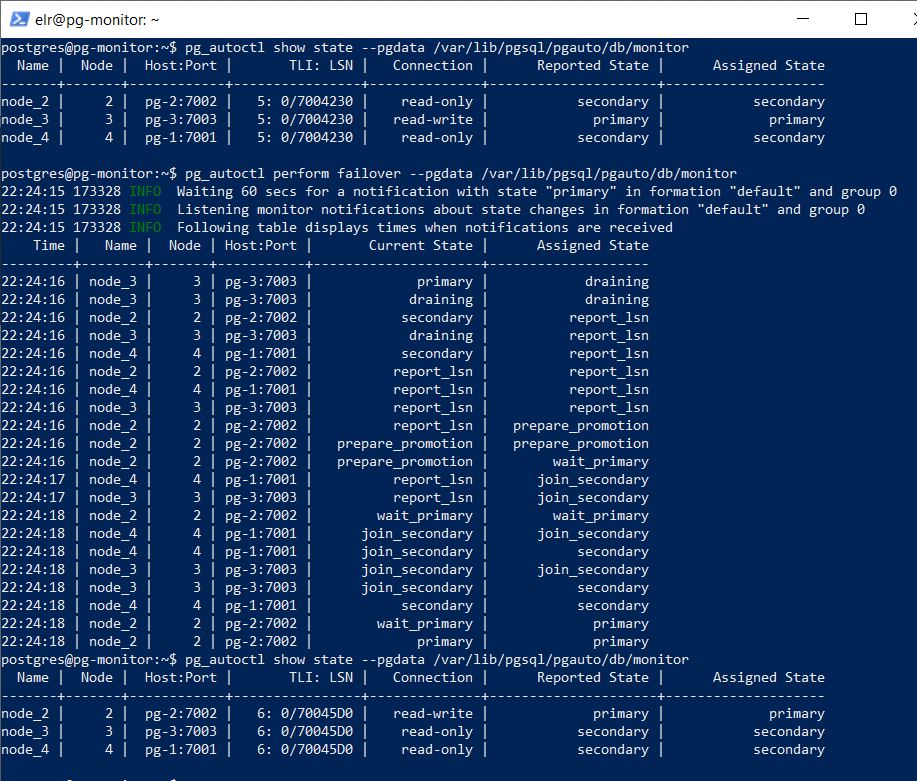 elr@pg-monitor: ~
postgres@pg-monitor:~$ pg_autoctl show state --pgdata /var/lib/pgsql/pgauto/db/monitor
  Name |  Node |  Host:Port |       TLI: LSN |   Connection |      Reported State |      Assigned State
-------+-------+------------+----------------+--------------+---------------------+--------------------
node_2 |     2 |  pg-2:7002 |   5: 0/7004230 |    read-only |           secondary |           secondary
node_3 |     3 |  pg-3:7003 |   5: 0/7004230 |   read-write |             primary |             primary
node_4 |     4 |  pg-1:7001 |   5: 0/7004230 |    read-only |           secondary |           secondary
postgres@pg-monitor:~$ pg_autoctl perform failover --pgdata /var/lib/pgsql/pgauto/db/monitor
22:24:15 173328 INFO  Waiting 60 secs for a notification with state "primary" in formation "default" and group 0
22:24:15 173328 INFO  Listening monitor notifications about state changes in formation "default" and group 0
22:24:15 173328 INFO  Following table displays times when notifications are received
    Time |   Name |  Node | Host:Port |       Current State |      Assigned State
---------+--------+-------+-----------+---------------------+--------------------
22:24:16 | node_3 |     3 | pg-3:7003 |             primary |            draining
22:24:16 | node_3 |     3 | pg-3:7003 |            draining |            draining
22:24:16 | node_2 |     2 | pg-2:7002 |           secondary |          report_lsn
22:24:16 | node_3 |     3 | pg-3:7003 |            draining |          report_lsn
22:24:16 | node_4 |     4 | pg-1:7001 |           secondary |          report_lsn
22:24:16 | node_2 |     2 | pg-2:7002 |          report_lsn |          report_lsn
22:24:16 | node_4 |     4 | pg-1:7001 |          report_lsn |          report_lsn
22:24:16 | node_3 |     3 | pg-3:7003 |          report_lsn |          report_lsn
22:24:16 | node_2 |     2 | pg-2:7002 |          report_lsn |   prepare_promotion
22:24:16 | node_2 |     2 | pg-2:7002 |   prepare_promotion |   prepare_promotion
22:24:16 | node_2 |     2 | pg-2:7002 |   prepare_promotion |        wait_primary
22:24:17 | node_4 |     4 | pg-1:7001 |          report_lsn |      join_secondary
22:24:17 | node_3 |     3 | pg-3:7003 |          report_lsn |      join_secondary
22:24:18 | node_2 |     2 | pg-2:7002 |        wait_primary |        wait_primary
22:24:18 | node_4 |     4 | pg-1:7001 |      join_secondary |      join_secondary
22:24:18 | node_4 |     4 | pg-1:7001 |      join_secondary |           secondary
22:24:18 | node_3 |     3 | pg-3:7003 |      join_secondary |      join_secondary
22:24:18 | node_3 |     3 | pg-3:7003 |      join_secondary |           secondary
22:24:18 | node_4 |     4 | pg-1:7001 |           secondary |           secondary
22:24:18 | node_2 |     2 | pg-2:7002 |        wait_primary |             primary
22:24:18 | node_2 |     2 | pg-2:7002 |             primary |             primary
postgres@pg-monitor:~$ pg_autoctl show state --pgdata /var/lib/pgsql/pgauto/db/monitor
  Name |  Node |  Host:Port |       TLI: LSN |   Connection |      Reported State |      Assigned State
-------+-------+------------+----------------+--------------+---------------------+--------------------
node_2 |     2 |  pg-2:7002 |   6: 0/70045D0 |   read-write |             primary |             primary
node_3 |     3 |  pg-3:7003 |   6: 0/70045D0 |    read-only |           secondary |           secondary
node_4 |     4 |  pg-1:7001 |   6: 0/70045D0 |    read-only |           secondary |           secondary